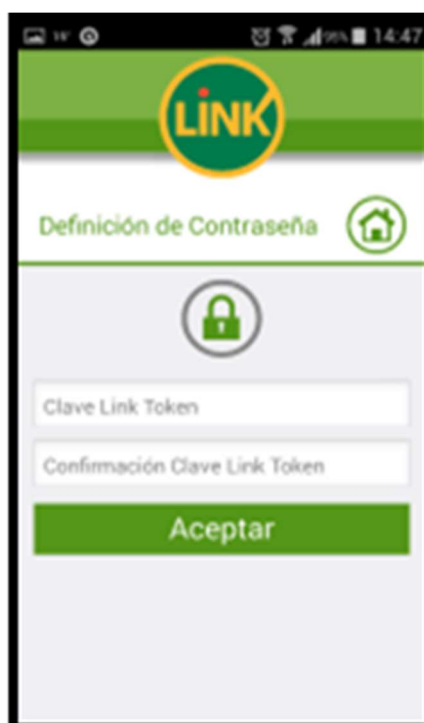 14:47
LiNK
Definición de Contraseña
Clave Link Token
Confirmación Clave Link Token
Aceptar